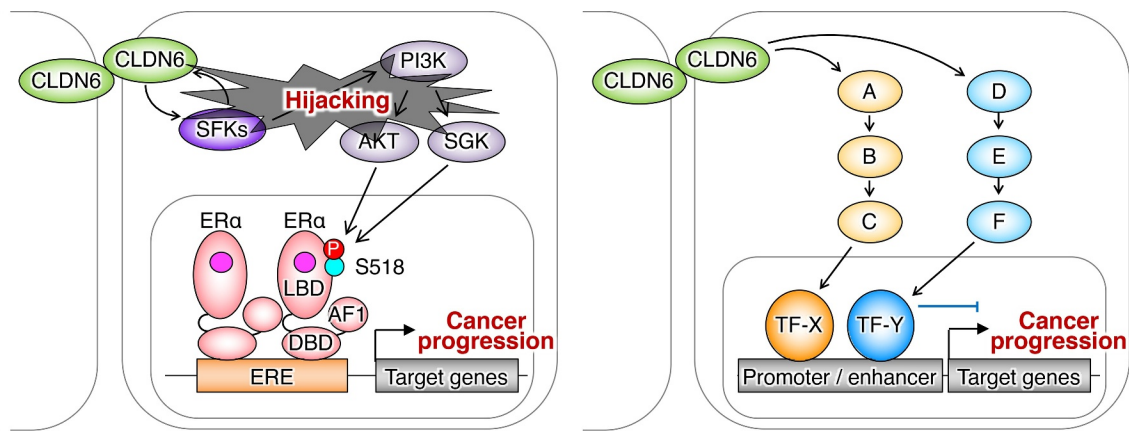 CLDN6
CLDN6
SFKs
Hijacking
PI3K
AKT
SGK
ERα
ERα
P
S518
LBD
AF1
DBD
ERE
Cancer
progression
Target genes
CLDN6
CLDN6
A
B
C
D
E
F
TF-X
TF-Y
Cancer
progression
Promoter / enhancer
Target genes